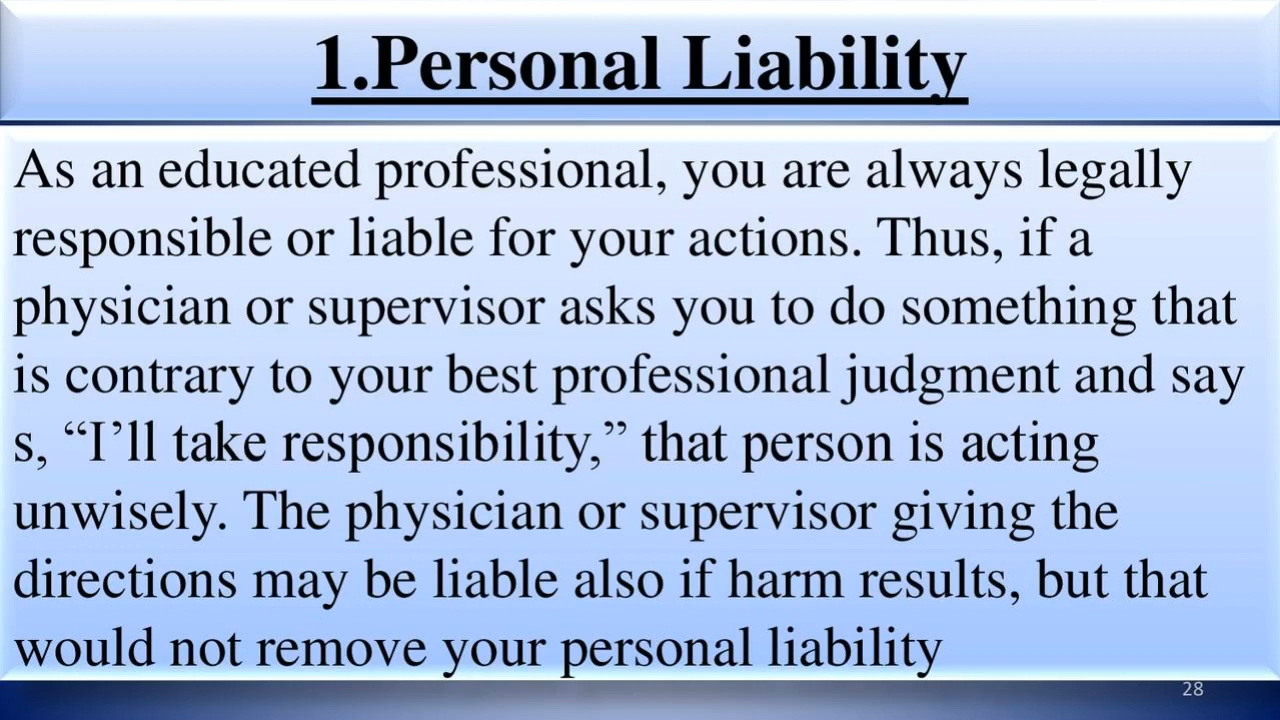 1.Personal Liability
As an educated professional, you are always legally
responsible or liable for your actions. Thus, if a
physician or supervisor asks you to do something that
is contrary to your best professional judgment and say
s, “I’ll take responsibility,” that person is acting
unwisely. The physician or supervisor giving the
directions may be liable also if harm results, but that
would not remove your personal liability
28